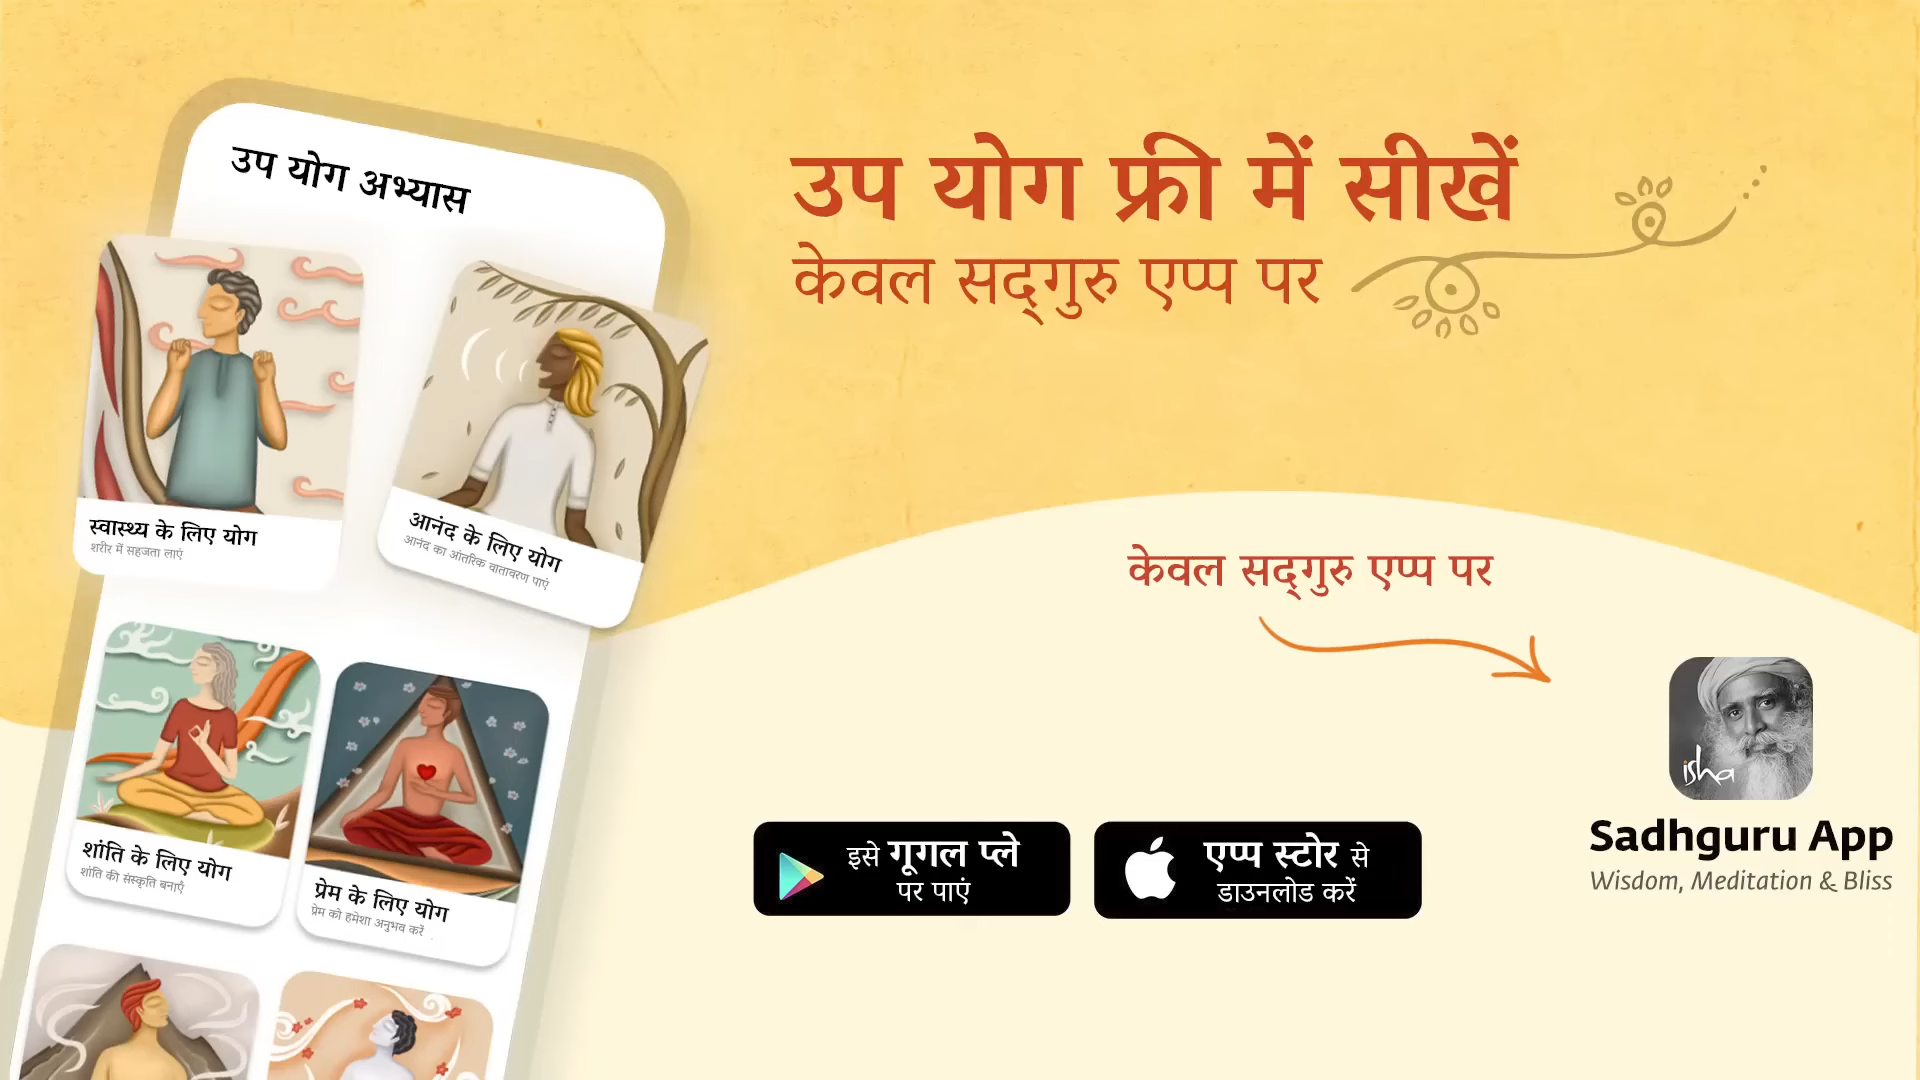 उप योग अभ्यास
स्वास्थ्य के लिए योग
शरीर में सहजता लाएं
आनंद के लिए योग
आनंद का आंतरिक वातावरण पाएं
शांति के लिए योग
शांति की संस्कृति बनाएँ
प्रेम के लिए योग
प्रेम को हमेशा अनुभव करें
उप योग फ्री में सीखें
केवल सद्‌गुरु एप्प पर
केवल सद्‌गुरु एप्प पर
इसे गूगल प्ले
पर पाएं
एप्प स्टोर से
डाउनलोड करें
isha
Sadhguru App
Wisdom, Meditation & Bliss